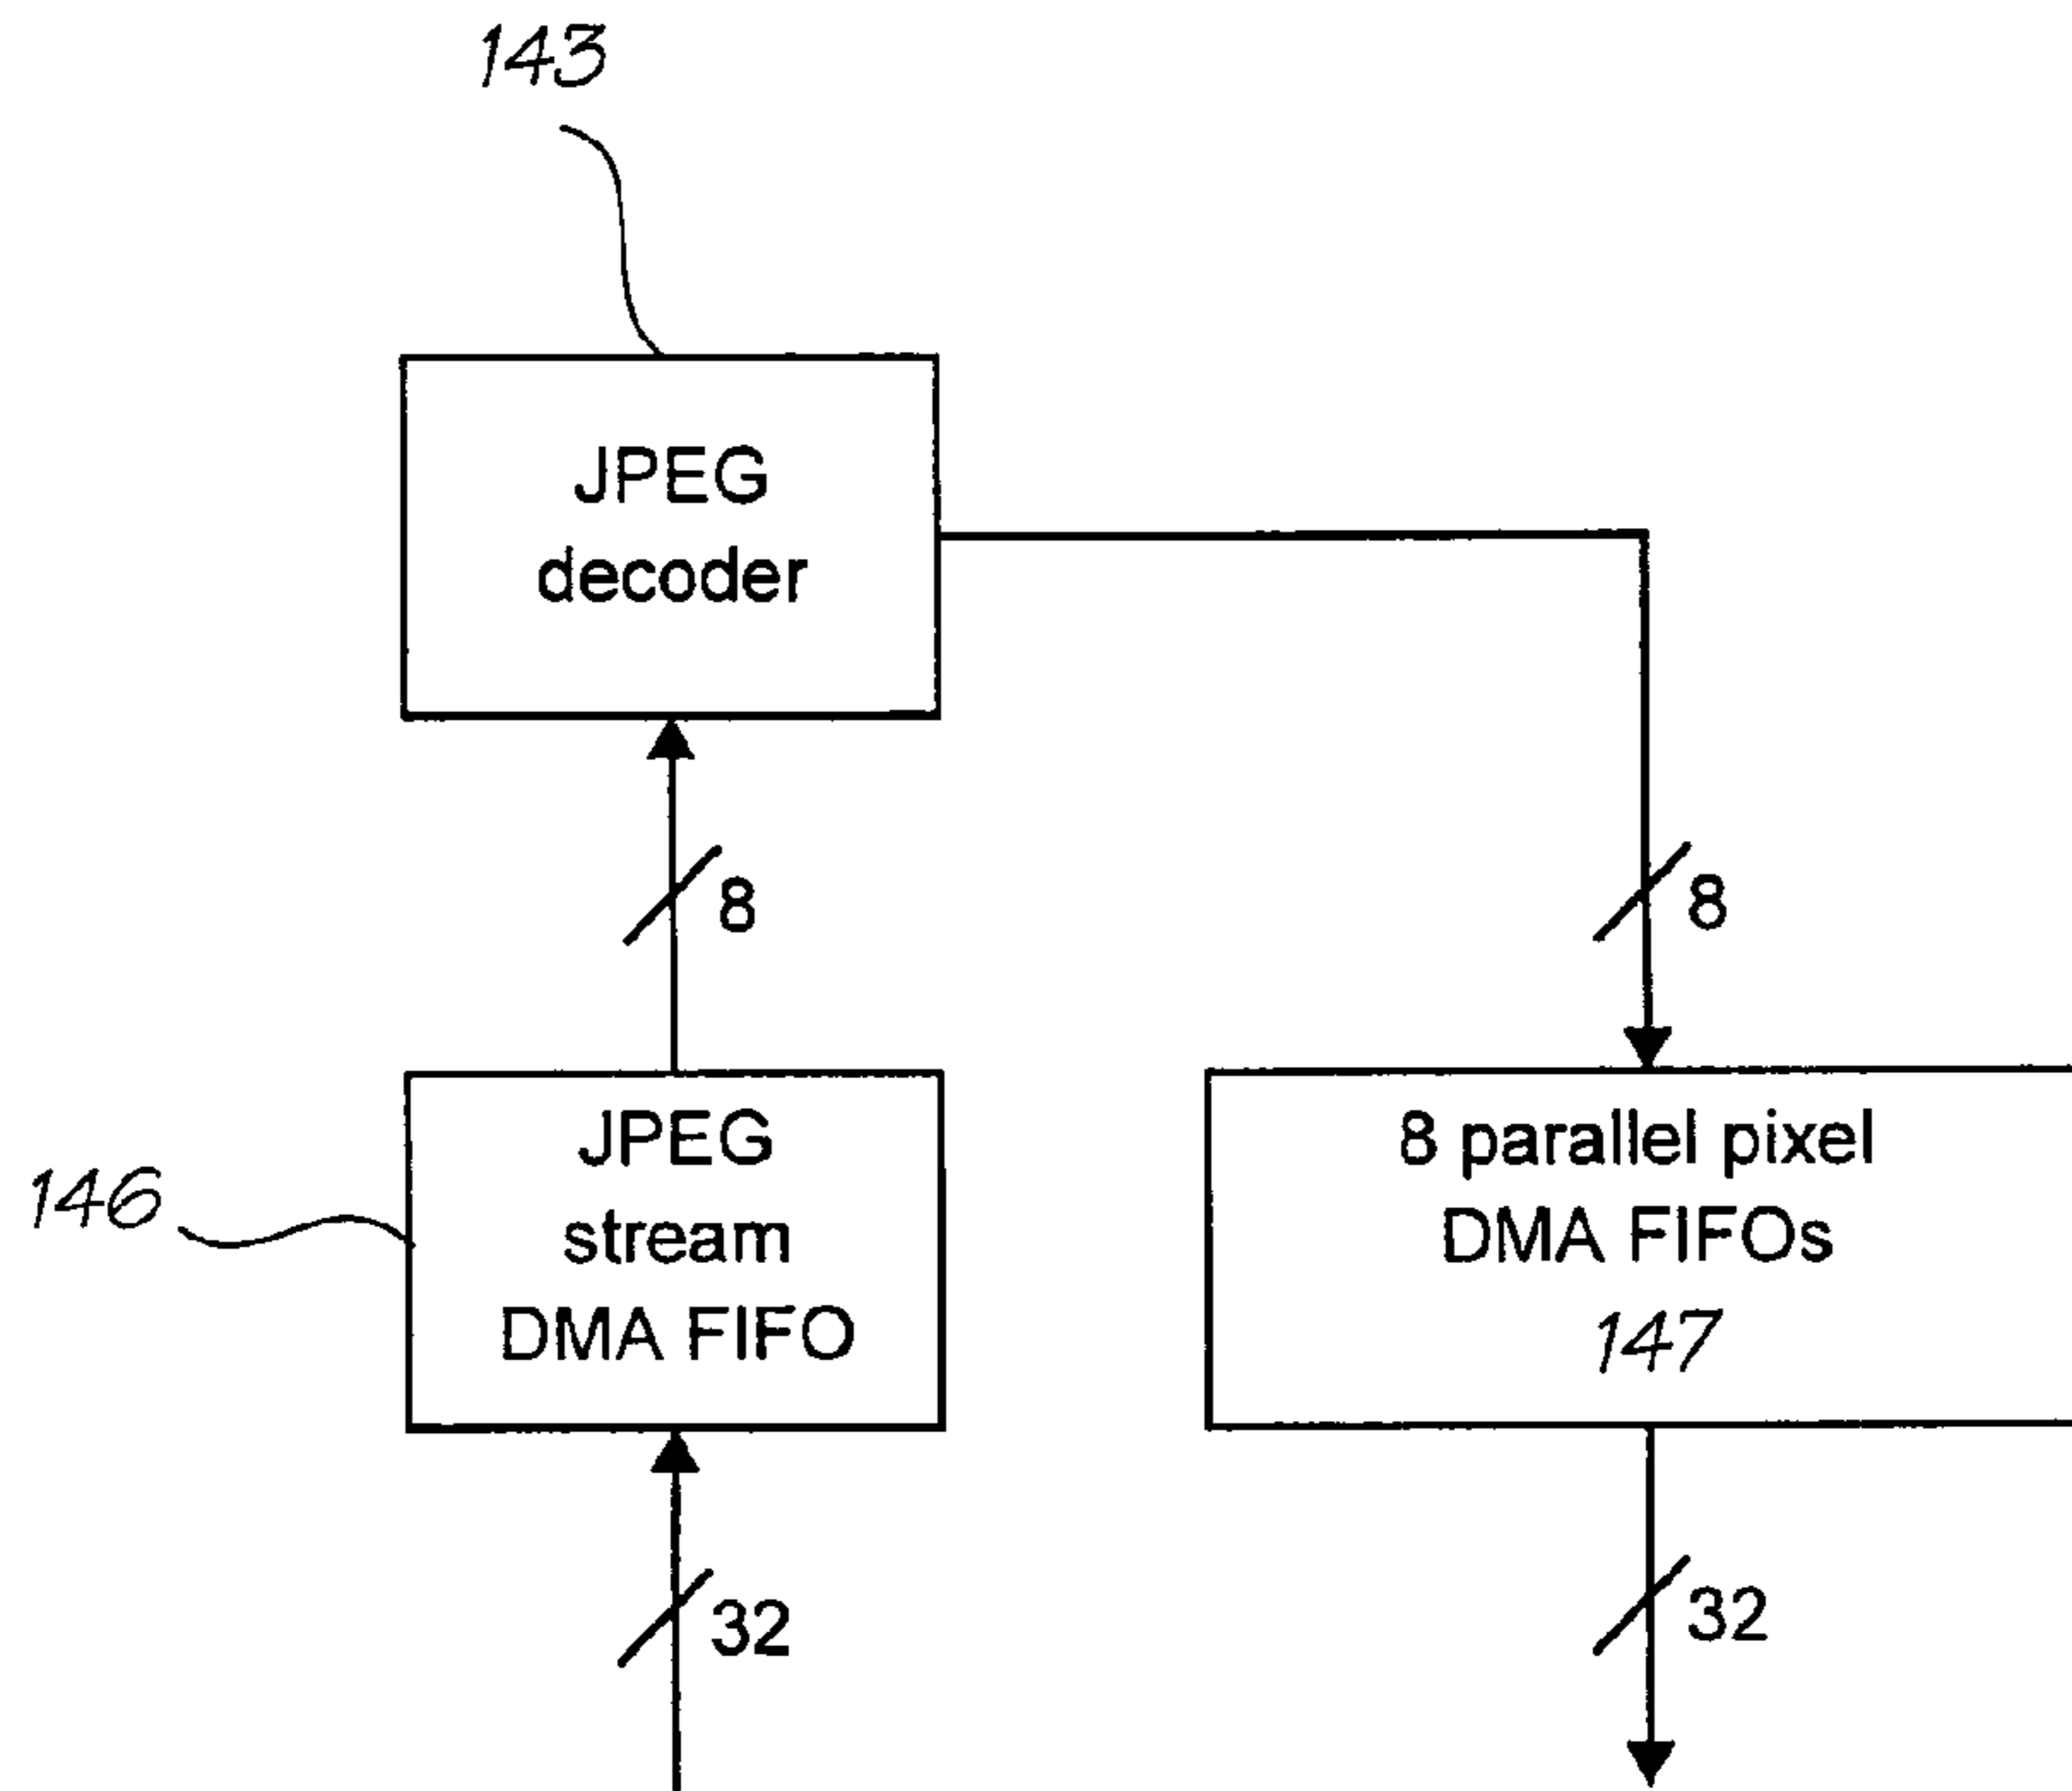 143
JPEG
decoder
8
8
146
JPEG
stream
DMA FIFO
8 parallel pixel
DMA FIFOs
147
32
32